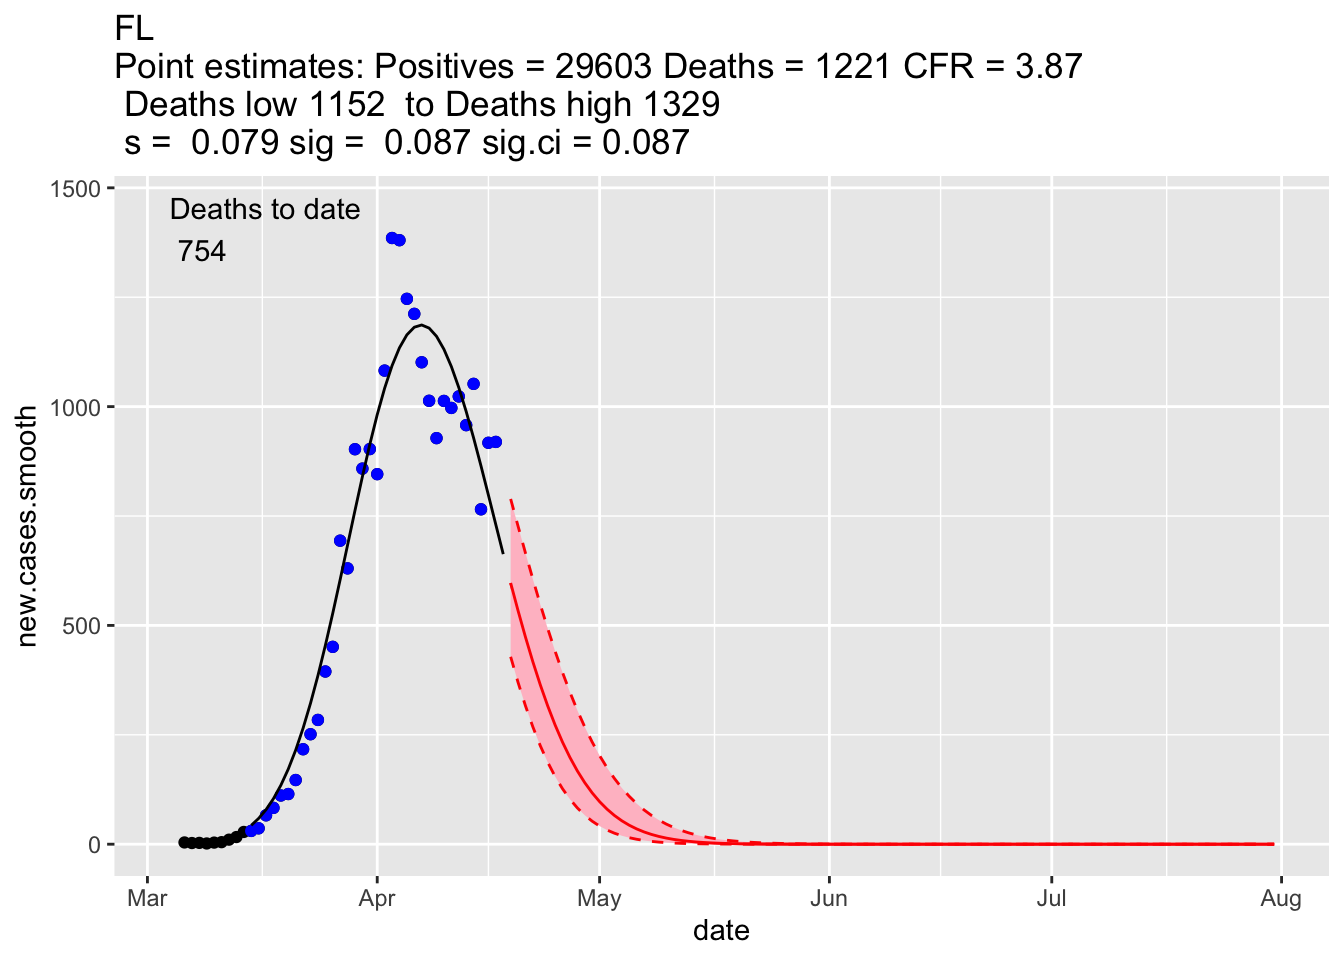 FL
Point estimates: Positives = 29603 Deaths = 1221 CFR = 3.87
Deaths low 1152  to Deaths high 1329
s =  0.079 sig =  0.087 sig.ci = 0.087
Deaths to date
754
1500
1000
500
0
new.cases.smooth
Mar Apr May Jun Jul Aug
date